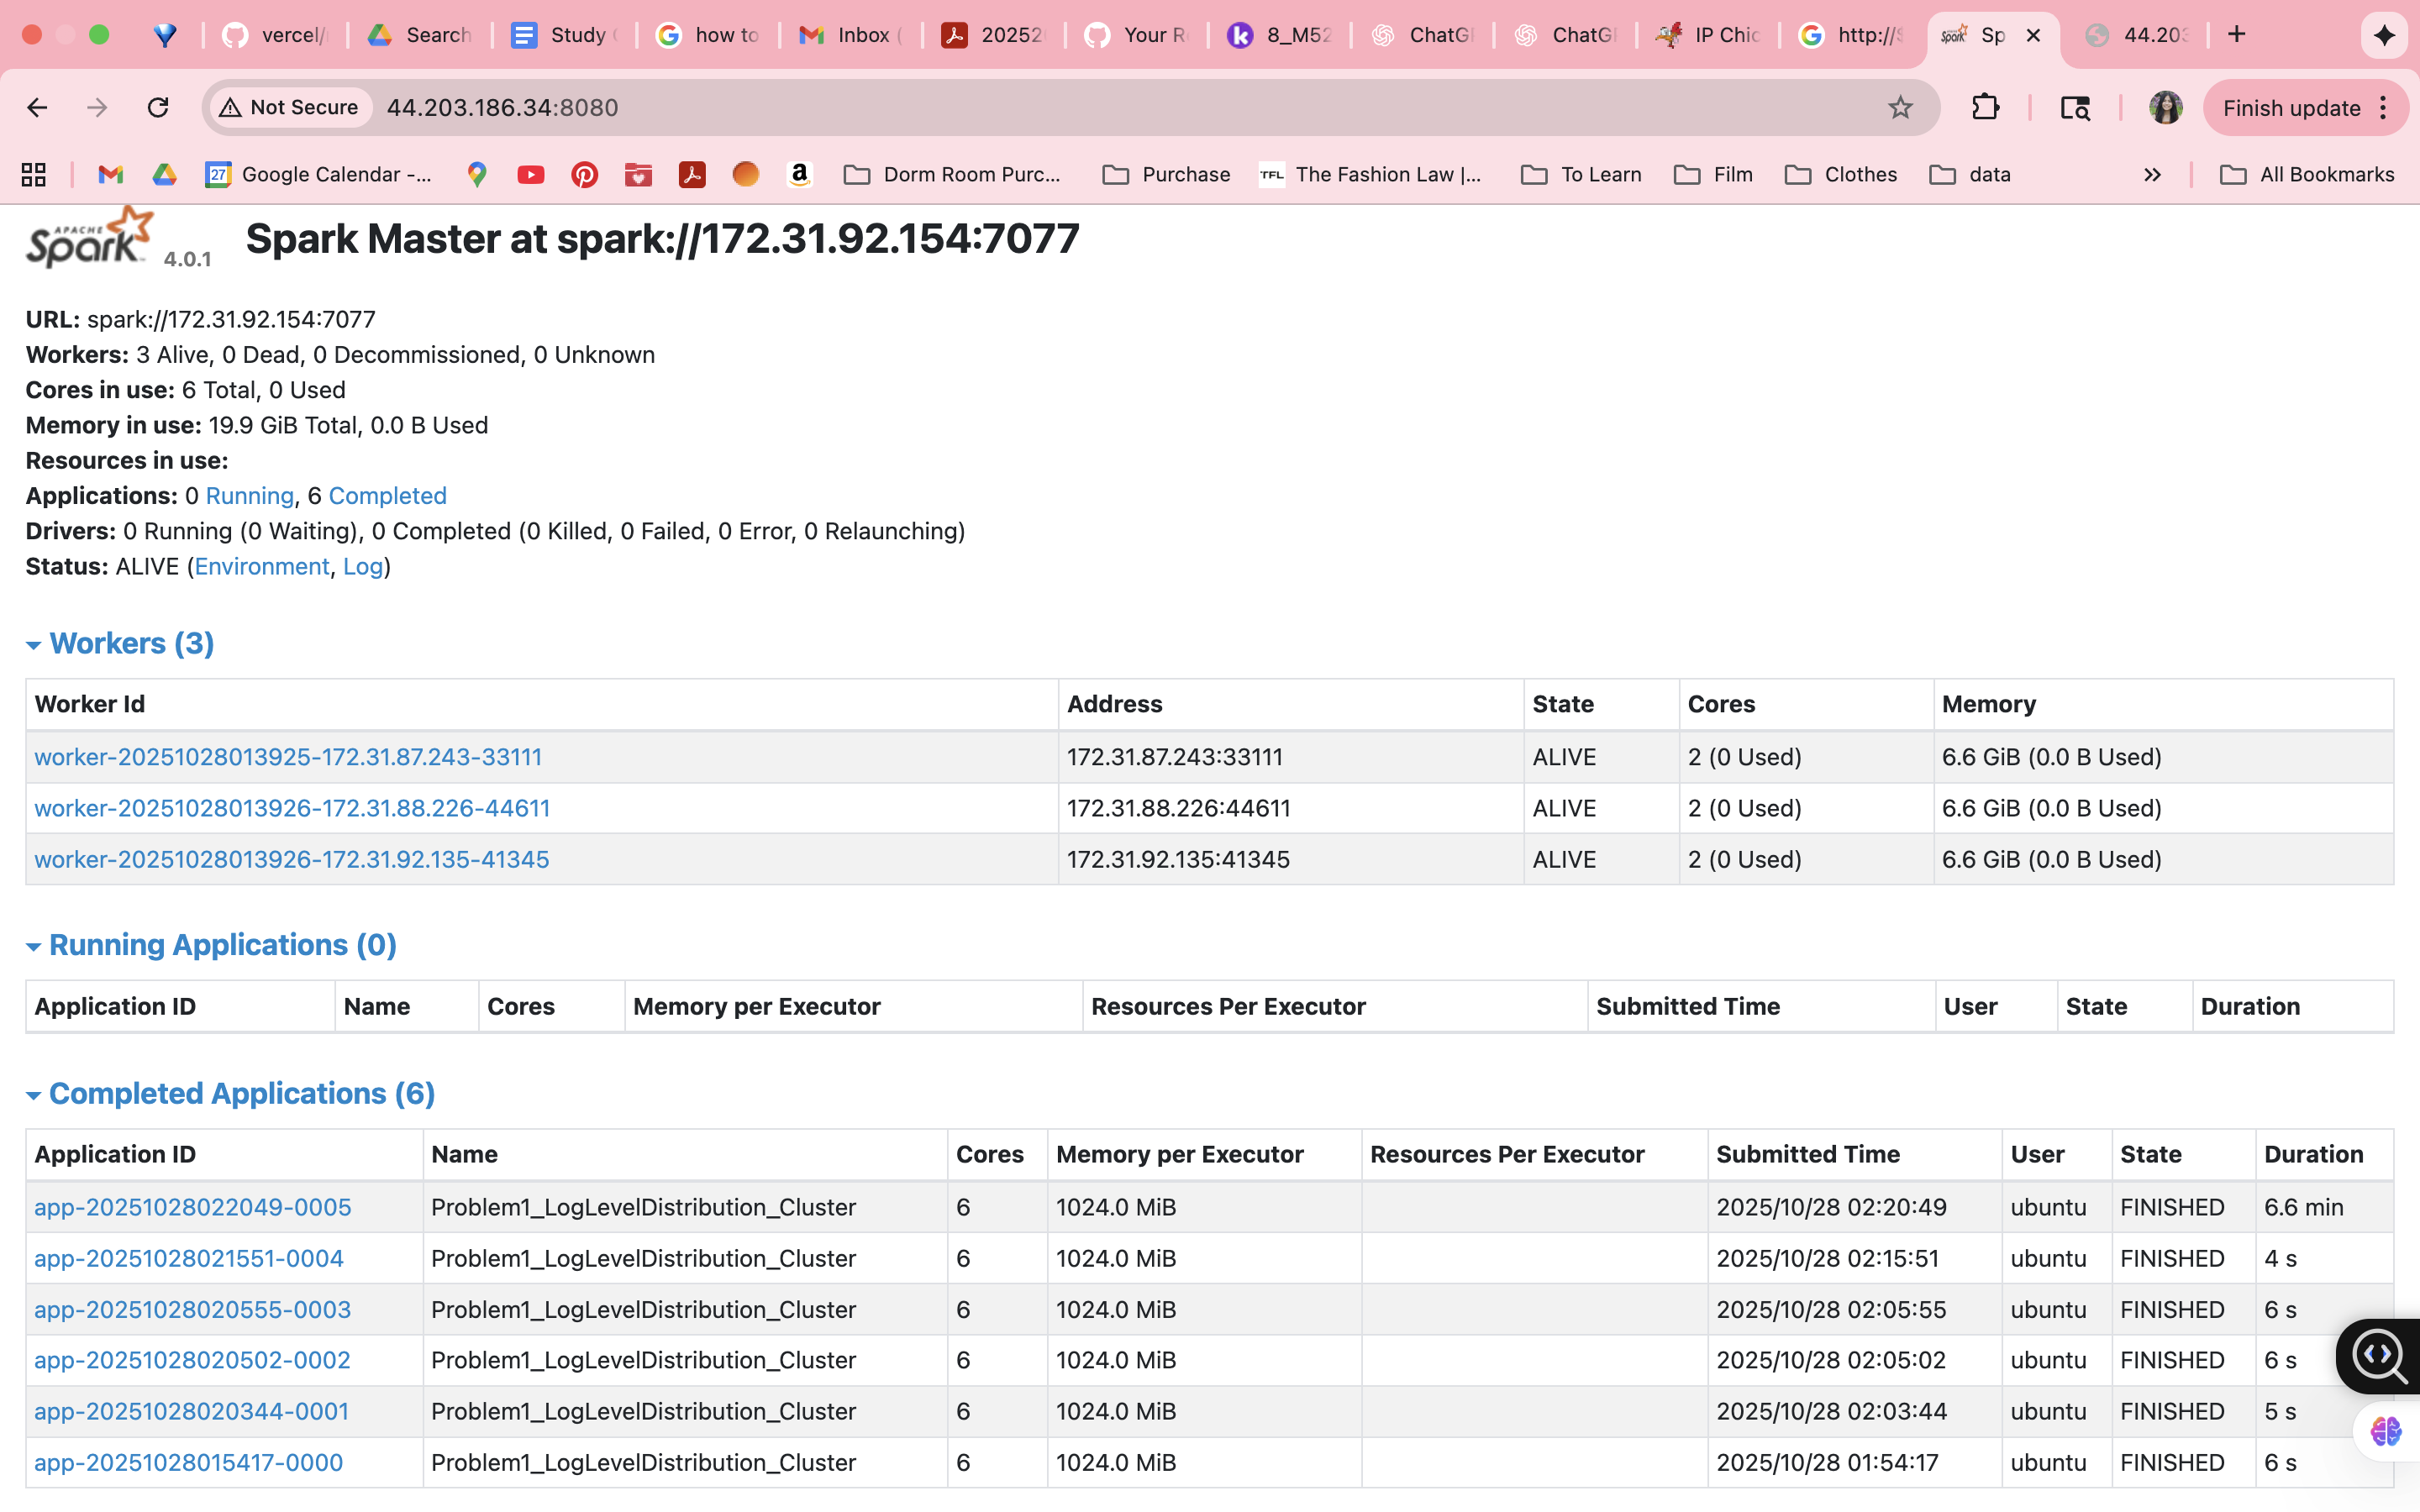 vercel/
Search
Study
how to
Inbox (
20252
Your R
8_M52
ChatG
ChatG
IP Chic
http://
Sp
44.203
Not Secure
44.203.186.34:8080
Finish update
27
Google Calendar -...
Dorm Room Purc...
Purchase
TFL
The Fashion Law |...
To Learn
Film
Clothes
data
All Bookmarks
APACHE
Spark 4.0.1
Spark Master at spark://172.31.92.154:7077
URL: spark://172.31.92.154:7077
Workers: 3 Alive, 0 Dead, 0 Decommissioned, 0 Unknown
Cores in use: 6 Total, 0 Used
Memory in use: 19.9 GiB Total, 0.0 B Used
Resources in use:
Applications: 0 Running, 6 Completed
Drivers: 0 Running (0 Waiting), 0 Completed (0 Killed, 0 Failed, 0 Error, 0 Relaunching)
Status: ALIVE (Environment, Log)
Workers (3)
Worker Id Address State Cores Memory
worker-20251028013925-172.31.87.243-33111 172.31.87.243:33111 ALIVE 2 (0 Used) 6.6 GiB (0.0 B Used)
worker-20251028013926-172.31.88.226-44611 172.31.88.226:44611 ALIVE 2 (0 Used) 6.6 GiB (0.0 B Used)
worker-20251028013926-172.31.92.135-41345 172.31.92.135:41345 ALIVE 2 (0 Used) 6.6 GiB (0.0 B Used)
Running Applications (0)
Application ID Name Cores Memory per Executor Resources Per Executor Submitted Time User State Duration
Completed Applications (6)
Application ID Name Cores Memory per Executor Resources Per Executor Submitted Time User State Duration
app-20251028022049-0005 Problem1_LogLevelDistribution_Cluster 6 1024.0 MiB 2025/10/28 02:20:49 ubuntu FINISHED 6.6 min
app-20251028021551-0004 Problem1_LogLevelDistribution_Cluster 6 1024.0 MiB 2025/10/28 02:15:51 ubuntu FINISHED 4 s
app-20251028020555-0003 Problem1_LogLevelDistribution_Cluster 6 1024.0 MiB 2025/10/28 02:05:55 ubuntu FINISHED 6 s
app-20251028020502-0002 Problem1_LogLevelDistribution_Cluster 6 1024.0 MiB 2025/10/28 02:05:02 ubuntu FINISHED 6 s
app-20251028020344-0001 Problem1_LogLevelDistribution_Cluster 6 1024.0 MiB 2025/10/28 02:03:44 ubuntu FINISHED 5 s
app-20251028015417-0000 Problem1_LogLevelDistribution_Cluster 6 1024.0 MiB 2025/10/28 01:54:17 ubuntu FINISHED 6 s